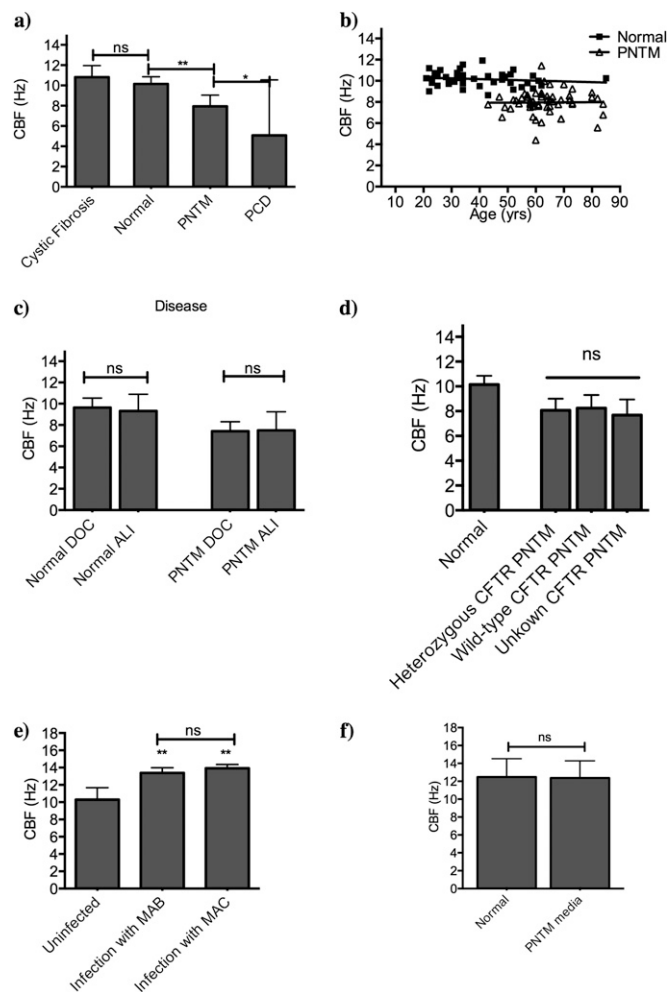 a)
CBF (Hz)
14
12
10
8
6
4
2
0
ns
**
*
Cystic Fibrosis
Normal
PNTM
PCD
b)
Normal
PNTM
CBF (Hz)
14
12
10
8
6
4
2
0
10 20 30 40 50 60 70 80 90
Age (yrs)
c)
Disease
CBF (Hz)
14
12
10
8
6
4
2
0
ns
ns
Normal DOC
Normal ALI
PNTM DOC
PNTM ALI
d)
CBF (Hz)
14
12
10
8
6
4
2
0
ns
Normal
Heterozygous CFTR PNTM
Wild-type CFTR PNTM
Unkown CFTR PNTM
e)
CBF (Hz)
18
16
14
12
10
8
6
4
2
0
ns
** **
Uninfected
Infection with MAB
Infection with MAC
f)
CBF (Hz)
18
16
14
12
10
8
6
4
2
0
ns
Normal
PNTM media